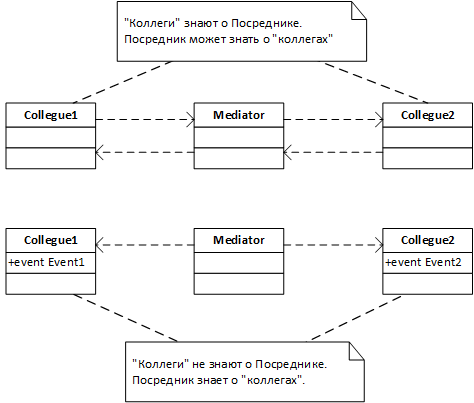 "Коллеги" знают о Посреднике.
Посредник может знать о "коллегах"
Collegue1
Mediator
Collegue2
Collegue1
Mediator
Collegue2
+event Event1
+event Event2
"Коллеги" не знают о Посреднике.
Посредник знает о "коллегах".